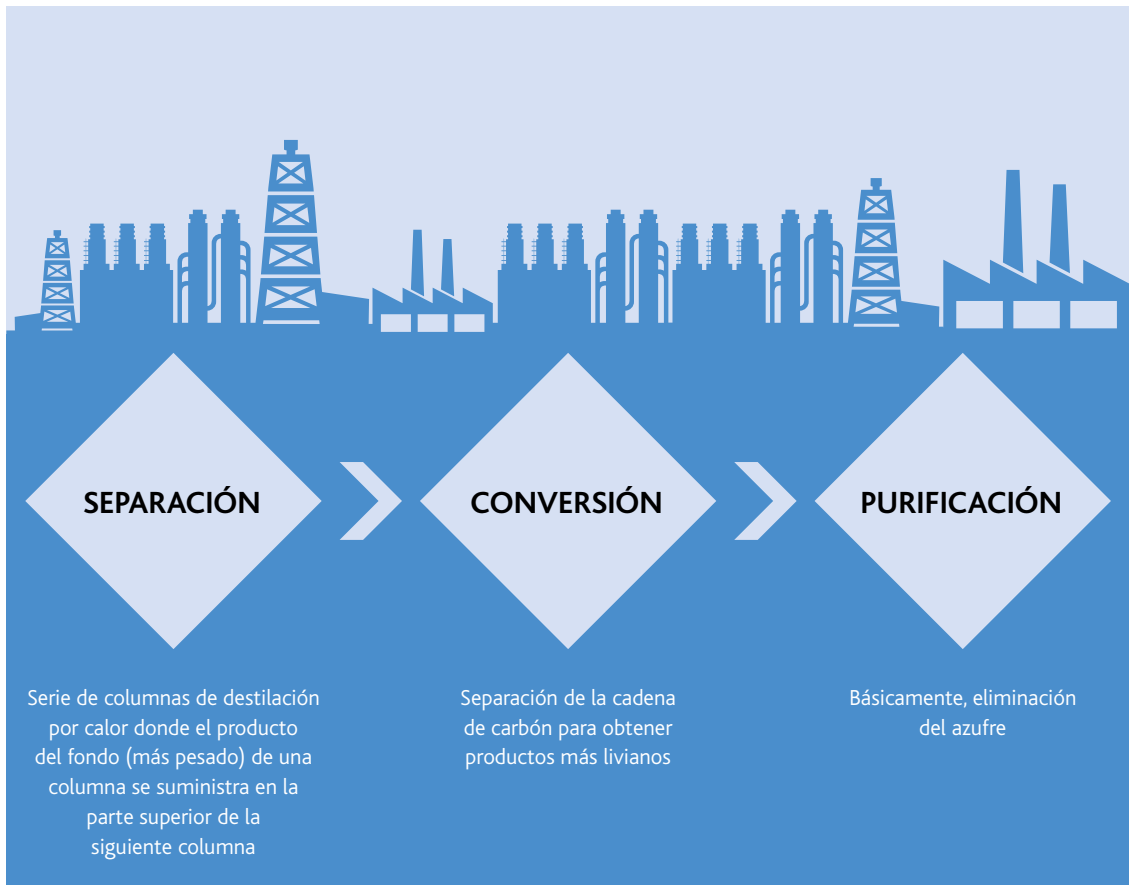 SEPARACIÓN
Serie de columnas de destilación
por calor donde el producto
del fondo (más pesado) de una
columna se suministra en la
parte superior de la
siguiente columna
CONVERSIÓN
Separación de la cadena
de carbón para obtener
productos más livianos
PURIFICACIÓN
Básicamente, eliminación
del azufre